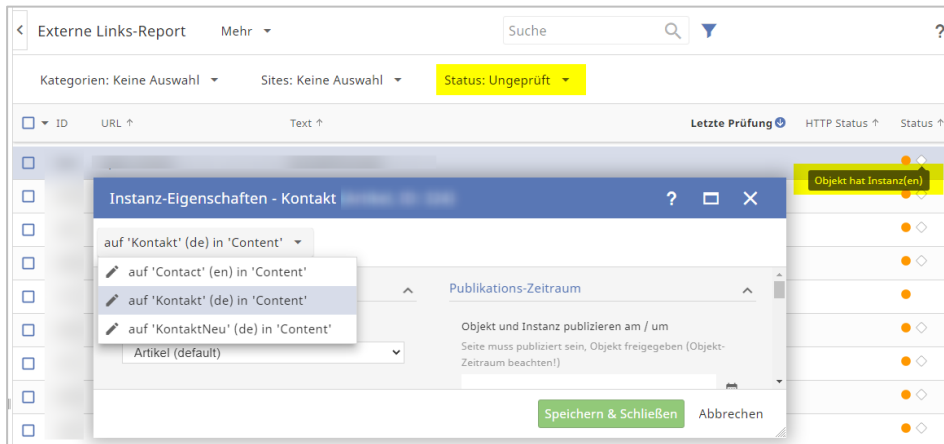 Externe Links-Report Mehr Suche ?
Kategorien: Keine Auswahl Sites: Keine Auswahl Status: Ungeprüft
ID URL ↑ Text ↑ Letzte Prüfung HTTP Status ↑ Status ↑
Objekt hat Instanz(en)
Instanz-Eigenschaften - Kontakt ?
auf 'Kontakt' (de) in 'Content'
auf 'Contact' (en) in 'Content'
auf 'Kontakt' (de) in 'Content'
auf 'KontaktNeu' (de) in 'Content'
Artikel (default)
Publikations-Zeitraum
Objekt und Instanz publizieren am / um
Seite muss publiziert sein, Objekt freigegeben (Objekt-
Zeitraum beachten!)
Speichern & Schließen Abbrechen